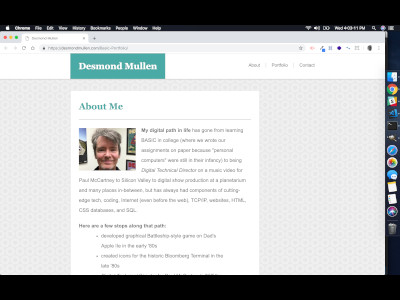 Chrome File Edit View History Bookmarks People Window Help
Wed 4:03:11 PM
Desmond Mullen
Desmond Mullen
About
Portfolio
Contact
About Me
My digital path in life has gone from learning
BASIC in college (where we wrote our
assignments on paper because "personal
computers" were still in their infancy) to being
Digital Technical Director on a music video for
Paul McCartney to Silicon Valley to digital show production at a planetarium
and many places in-between, but has always had components of cutting-
edge tech, coding, internet (even before the web), TCP/IP, websites, HTML,
CSS databases, and SQL.
Here are a few stops along that path:
developed graphical Battleship-style game on Dad's
Apple IIe in the early '80s
created icons for the historic Bloomberg Terminal in the
late '80s